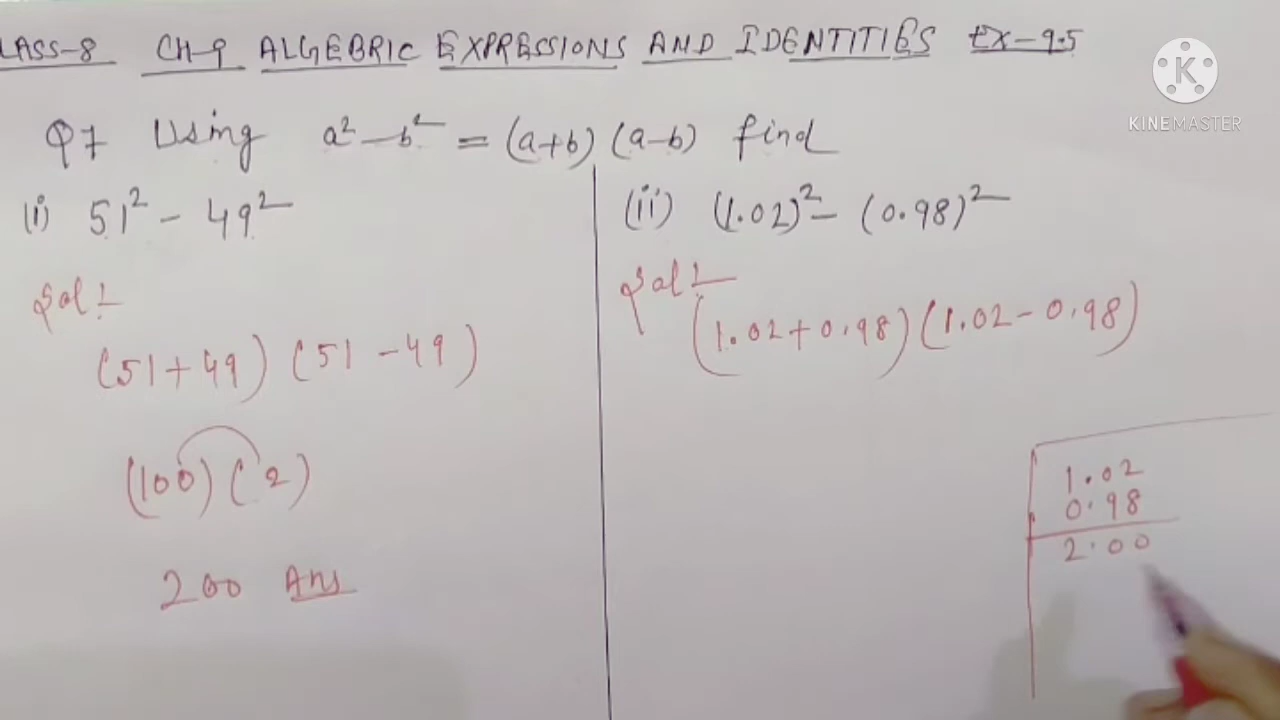 LASS-8 CH-9 ALGEBRIC EXPRESSIONS AND IDENTITIES EX-9.5
K
KINEMASTER
Q7 Using a² - b² = (a+b) (a-b) find
(i) 51² - 49²
Sol:
(51+49) (51-49)
(100) (2)
200 Ans
(ii) (1.02)² - (0.98)²
Sol:
(1.02+0.98) (1.02-0.98)
1.02
0.98
2.00